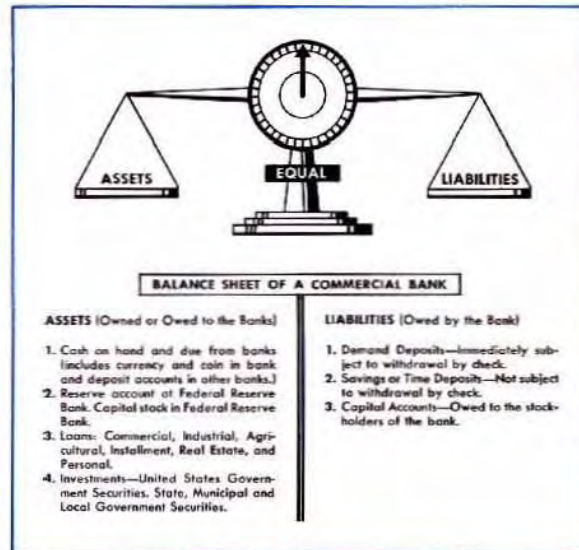 ASSETS
EQUAL
LIABILITIES
BALANCE SHEET OF A COMMERCIAL BANK
ASSETS (Owned or Owed to the Banks)
1. Cash on hand and due from banks
(includes currency and coin in bank
and deposit accounts in other banks.)
2. Reserve account at Federal Reserve
Bank. Capital stock in Federal Reserve
Bank.
3. Loans: Commercial, Industrial, Agri-
cultural, Installment, Real Estate, and
Personal.
4. Investments—United States Govern-
ment Securities. State, Municipal and
Local Government Securities.
LIABILITIES (Owed by the Bank)
1. Demand Deposits—Immediately sub-
ject to withdrawal by check.
2. Savings or Time Deposits—Not subject
to withdrawal by check.
3. Capital Accounts—Owed to the stock-
holders of the bank.